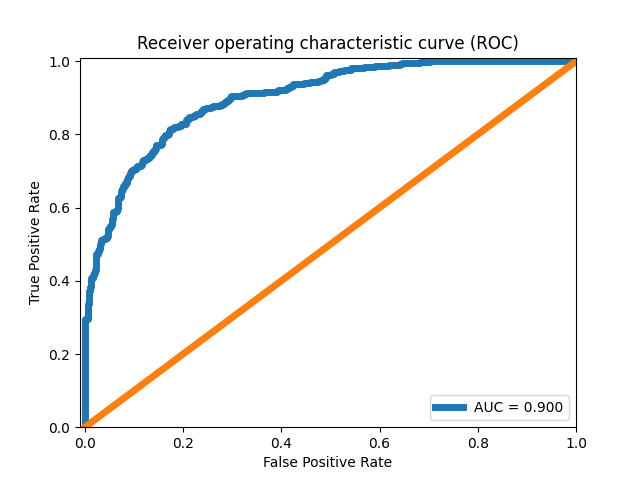 Receiver operating characteristic curve (ROC)
True Positive Rate
1.0
0.8
0.6
0.4
0.2
0.0
AUC = 0.900
0.0 0.2 0.4 0.6 0.8 1.0
False Positive Rate